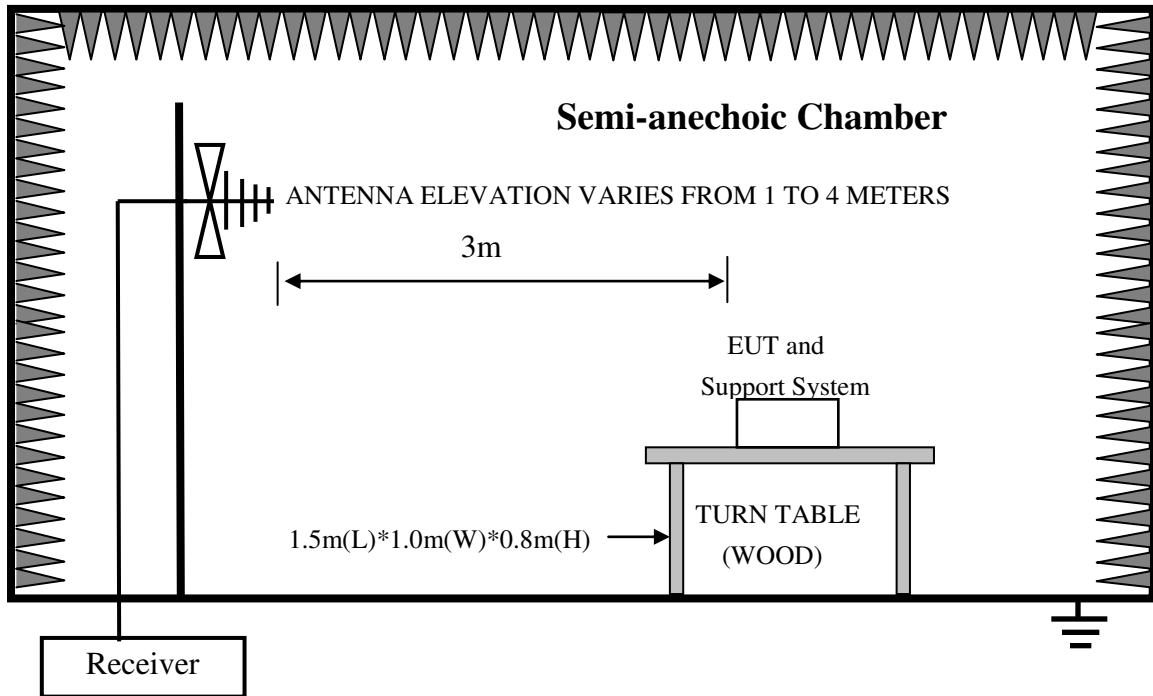 Semi-anechoic Chamber
ANTENNA ELEVATION VARIES FROM 1 TO 4 METERS
3m
EUT and
Support System
1.5m(L)*1.0m(W)*0.8m(H)
TURN TABLE
(WOOD)
Receiver